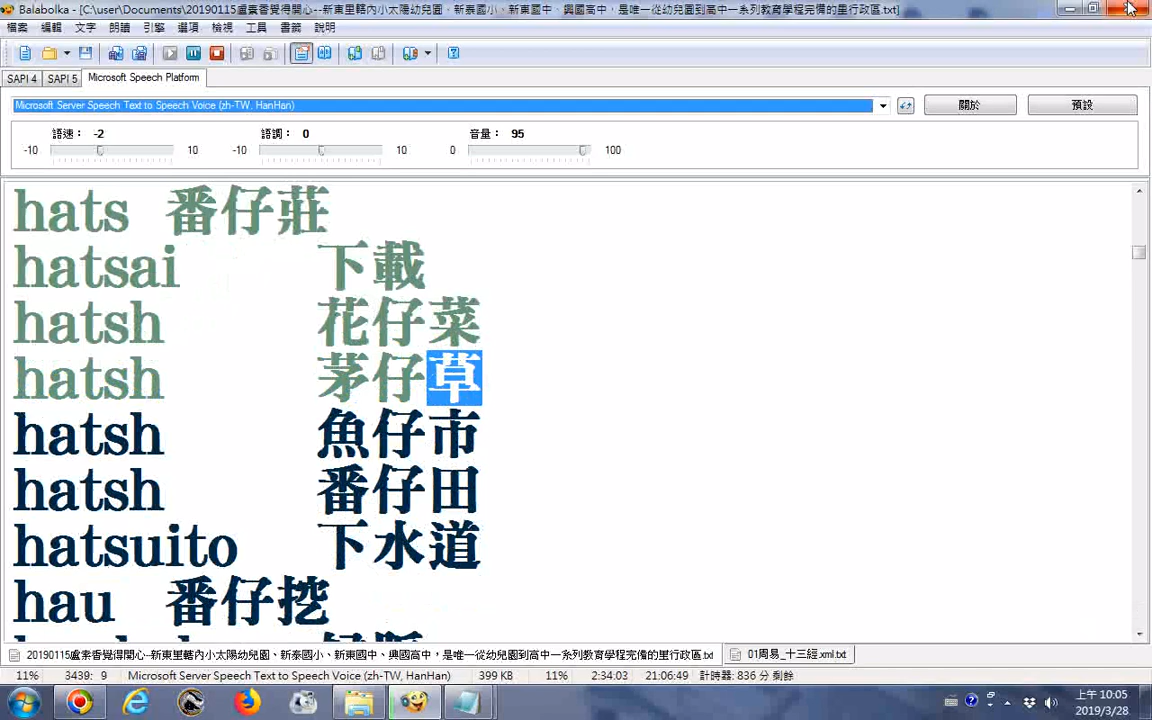 Balabolka - [C:\user\Documents\20190115盧素香覺得開心--新東里轄內小太陽幼兒園、新泰國小、新東國中、興國高中，是唯一從幼兒園到高中一系列教育學程完備的里行政區.txt]
檔案 編輯 文字 朗讀 引擎 選項 檢視 工具 書籤 說明
SAPI 4 SAPI 5 Microsoft Speech Platform
Microsoft Server Speech Text to Speech Voice (zh-TW, HanHan) 關於 預設
語速： -2 語調： 0 音量： 95
-10 10 -10 10 0 100
hats 番仔莊
hatsai 下載
hatsh 花仔菜
hatsh 茅仔草
hatsh 魚仔市
hatsh 番仔田
hatsuito 下水道
hau 番仔挖
20190115盧素香覺得開心--新東里轄內小太陽幼兒園、新泰國小、新東國中、興國高中，是唯一從幼兒園到高中一系列教育學程完備的里行政區.txt 01周易_十三經.xml.txt
11% 3439: 9 Microsoft Server Speech Text to Speech Voice (zh-TW, HanHan) 399 KB 11% 2:34:03 21:06:49 計時器: 836 分 剩餘
上午 10:05
2019/3/28